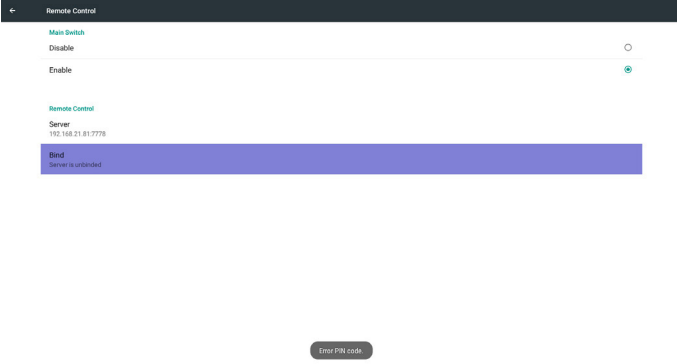 Remote Control
Main Switch
Disable
Enable
Remote Control
Server
192.168.21.81:7778
Bind
Server is unbinded
Error PIN code.